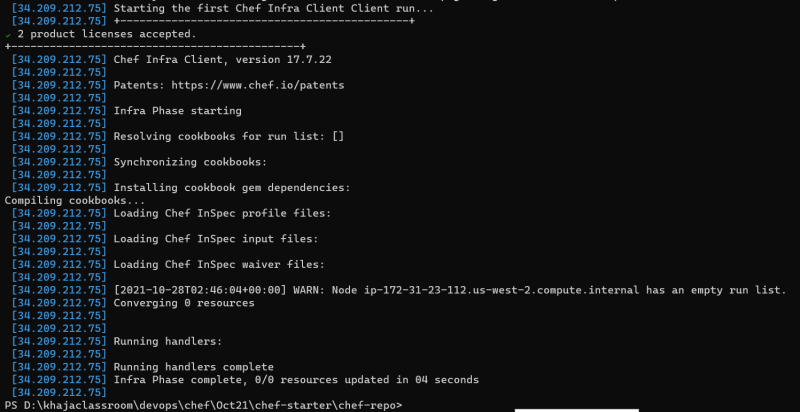 [34.209.212.75] Starting the first Chef Infra Client Client run...
[34.209.212.75] +---------------------------------------------+
✓ 2 product licenses accepted.
+---------------------------------------------+
[34.209.212.75] Chef Infra Client, version 17.7.22
[34.209.212.75]
[34.209.212.75] Patents: https://www.chef.io/patents
[34.209.212.75]
[34.209.212.75] Infra Phase starting
[34.209.212.75]
[34.209.212.75] Resolving cookbooks for run list: []
[34.209.212.75]
[34.209.212.75] Synchronizing cookbooks:
[34.209.212.75]
[34.209.212.75] Installing cookbook gem dependencies:
Compiling cookbooks...
[34.209.212.75] Loading Chef InSpec profile files:
[34.209.212.75]
[34.209.212.75] Loading Chef InSpec input files:
[34.209.212.75]
[34.209.212.75] Loading Chef InSpec waiver files:
[34.209.212.75]
[34.209.212.75] [2021-10-28T02:46:04+00:00] WARN: Node ip-172-31-23-112.us-west-2.compute.internal has an empty run list.
[34.209.212.75] Converging 0 resources
[34.209.212.75]
[34.209.212.75]
[34.209.212.75] Running handlers:
[34.209.212.75]
[34.209.212.75] Running handlers complete
[34.209.212.75] Infra Phase complete, 0/0 resources updated in 04 seconds
[34.209.212.75]
PS D:\khajaclassroom\devops\chef\Oct21\chef-starter\chef-repo>